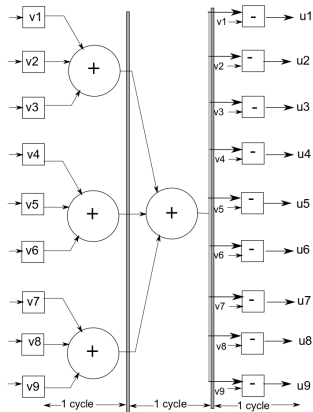 v1
v2
v3
v4
v5
v6
v7
v8
v9
+
+
+
+
v1
-
u1
v2
-
u2
v3
-
u3
v4
-
u4
v5
-
u5
v6
-
u6
v7
-
u7
v8
-
u8
v9
-
u9
1 cycle
1 cycle
1 cycle